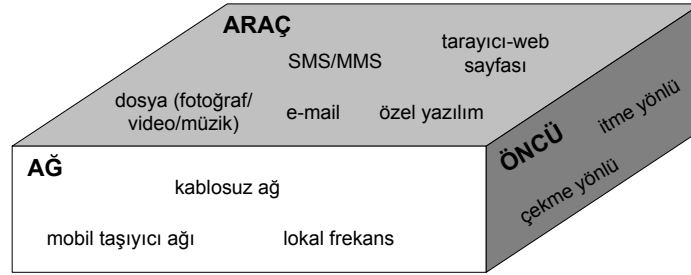 ARAÇ
SMS/MMS
tarayıcı-web
sayfası
dosya (fotoğraf/
video/müzik)
e-mail
özel yazılım
AĞ
kablosuz ağ
mobil taşıyıcı ağı
lokal frekans
ÖNCÜ
itme yönlü
çekme yönlü